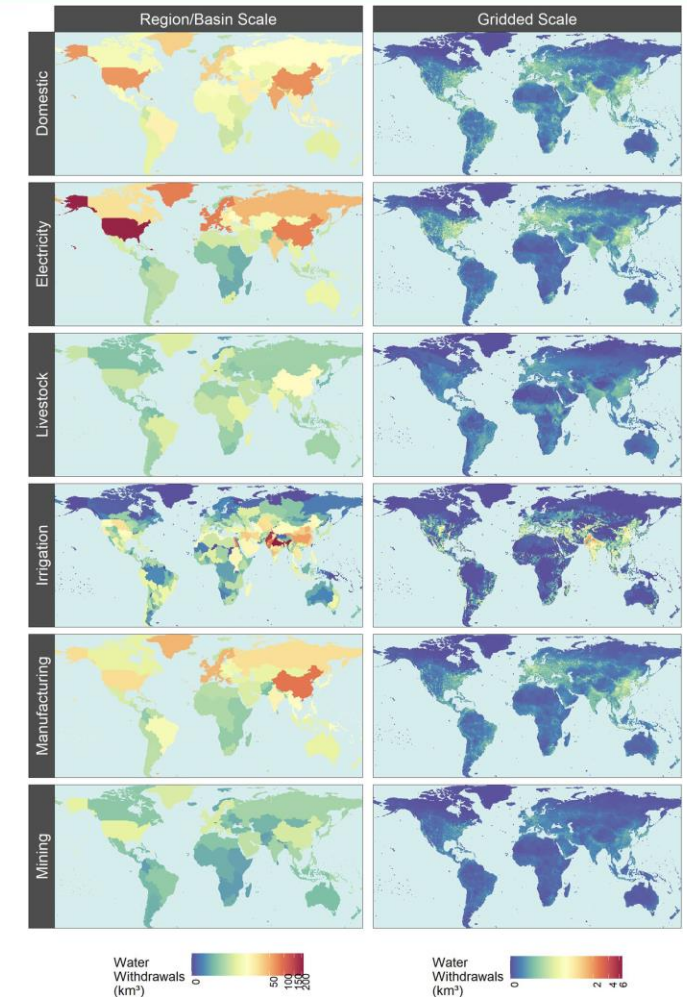 Region/Basin Scale
Gridded Scale
Domestic
Electricity
Livestock
Irrigation
Manufacturing
Mining
Water
Withdrawals
(km³)
0
50
100
150
200
Water
Withdrawals
(km³)
0
2
4
6